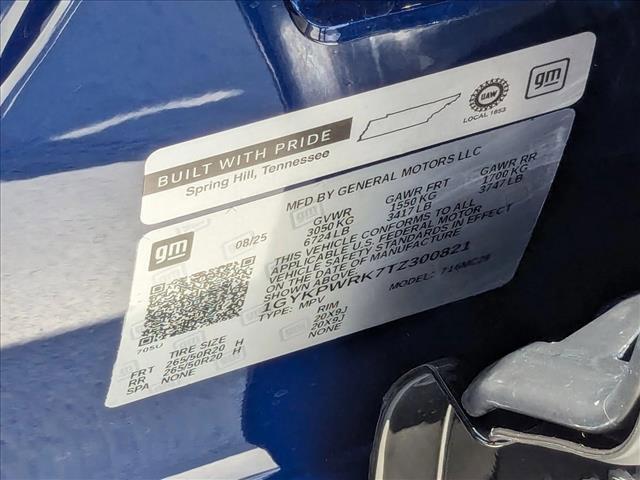 BUILT WITH PRIDE
Spring Hill, Tennessee
UAW
LOCAL 1853
gm
gm
08/25
MFD BY GENERAL MOTORS LLC
GVWR GAWR FRT GAWR RR
3050 KG 1550 KG 1700 KG
6724 LB 3417 LB 3747 LB
THIS VEHICLE CONFORMS TO ALL
APPLICABLE U.S. FEDERAL MOTOR
VEHICLE SAFETY STANDARDS IN EFFECT
ON THE DATE OF MANUFACTURE
SHOWN ABOVE.
1GYKPWRK7TZ300821
TYPE: MPV MODEL:
705U
TIRE SIZE RIM
FRT 265/50R20 H 20X9J
RR 265/50R20 H 20X9J
SPA NONE NONE